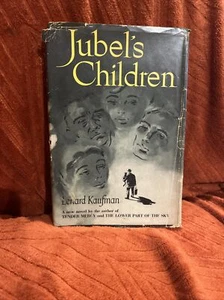 Jubel's
Children
Lenard Kaufman
A new novel by the author of
TENDER MERCY and THE LOWER PART OF THE SKY